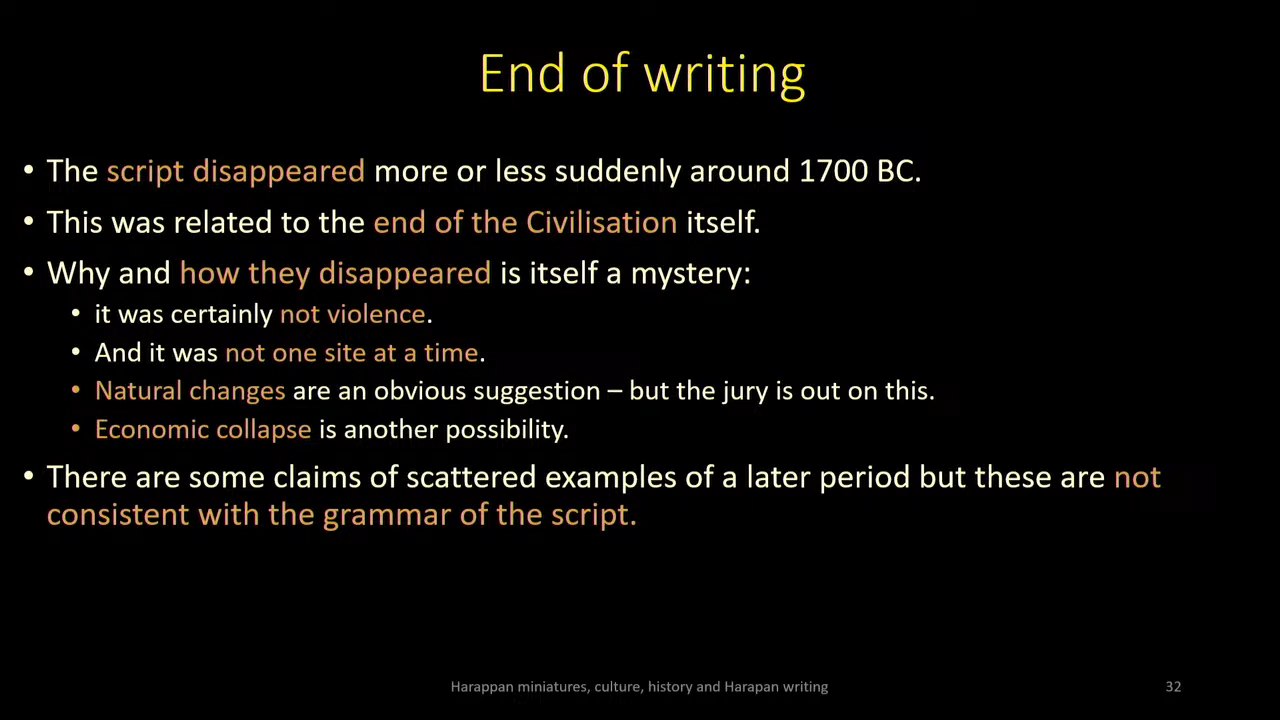 End of writing
• The script disappeared more or less suddenly around 1700 BC.
• This was related to the end of the Civilisation itself.
• Why and how they disappeared is itself a mystery:
• it was certainly not violence.
• And it was not one site at a time.
• Natural changes are an obvious suggestion – but the jury is out on this.
• Economic collapse is another possibility.
• There are some claims of scattered examples of a later period but these are not
consistent with the grammar of the script.
Harappan miniatures, culture, history and Harapan writing
32